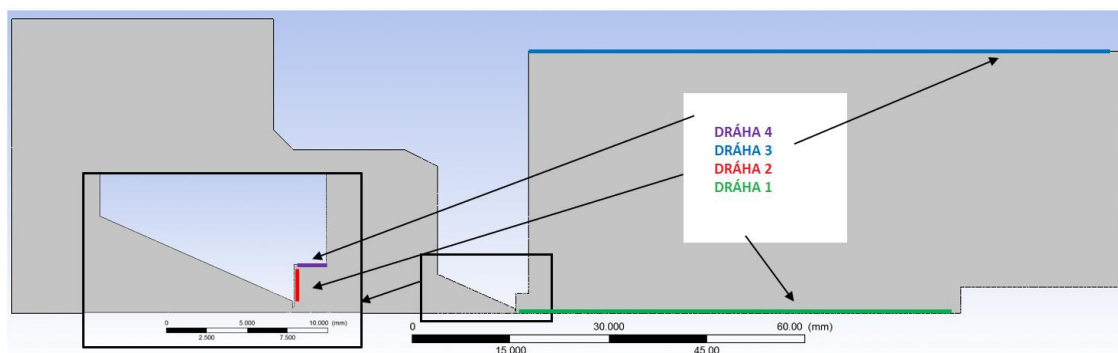 DRÁHA 4
DRÁHA 3
DRÁHA 2
DRÁHA 1
0 5.000 10.000 (mm)
2.500 7.500
0 30.000 60.00 (mm)
15.000 45.00